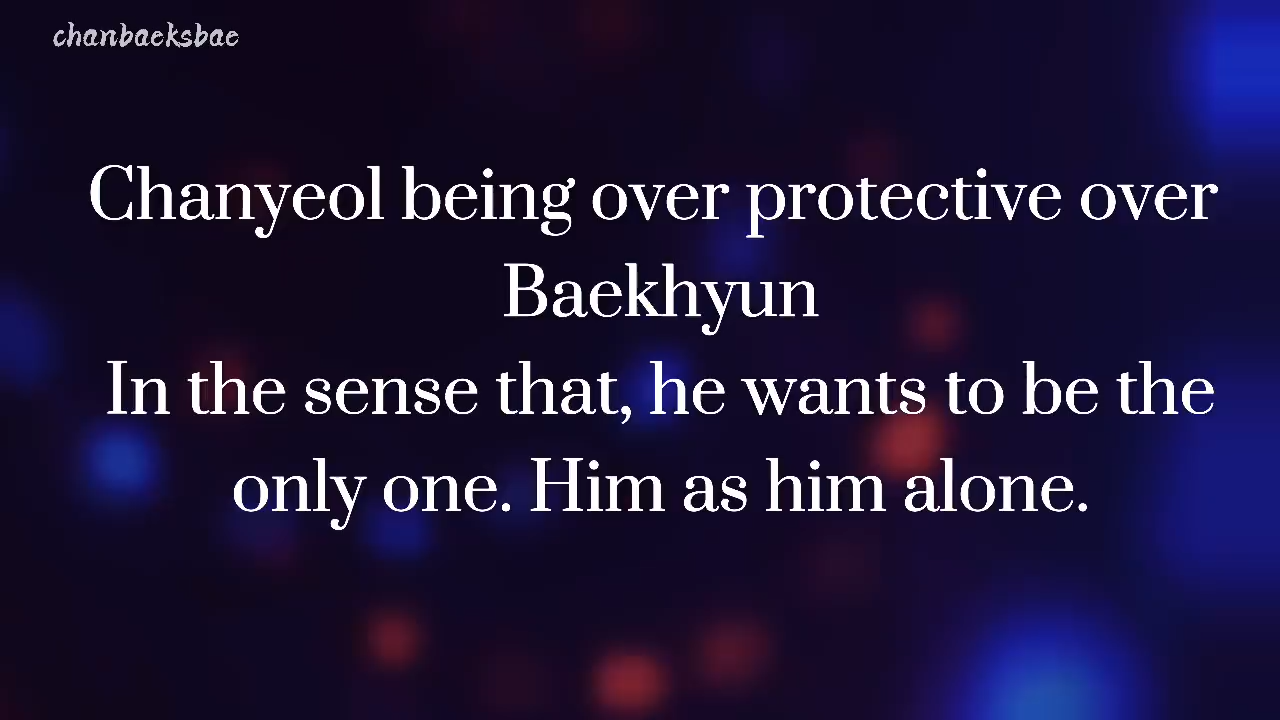 chanbaeksbae
Chanyeol being over protective over
Baekhyun
In the sense that, he wants to be the
only one. Him as him alone.